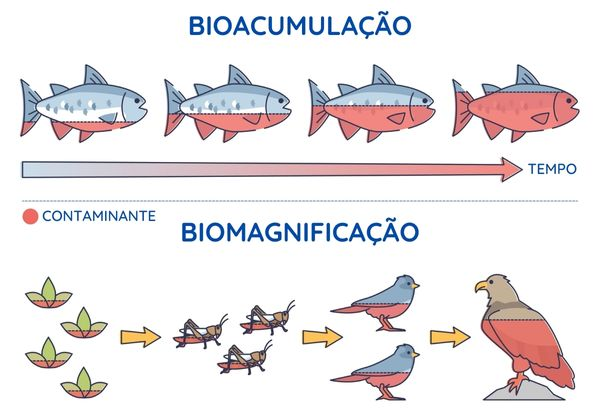 BIOACUMULAÇÃO
TEMPO
CONTAMINANTE
BIOMAGNIFICAÇÃO